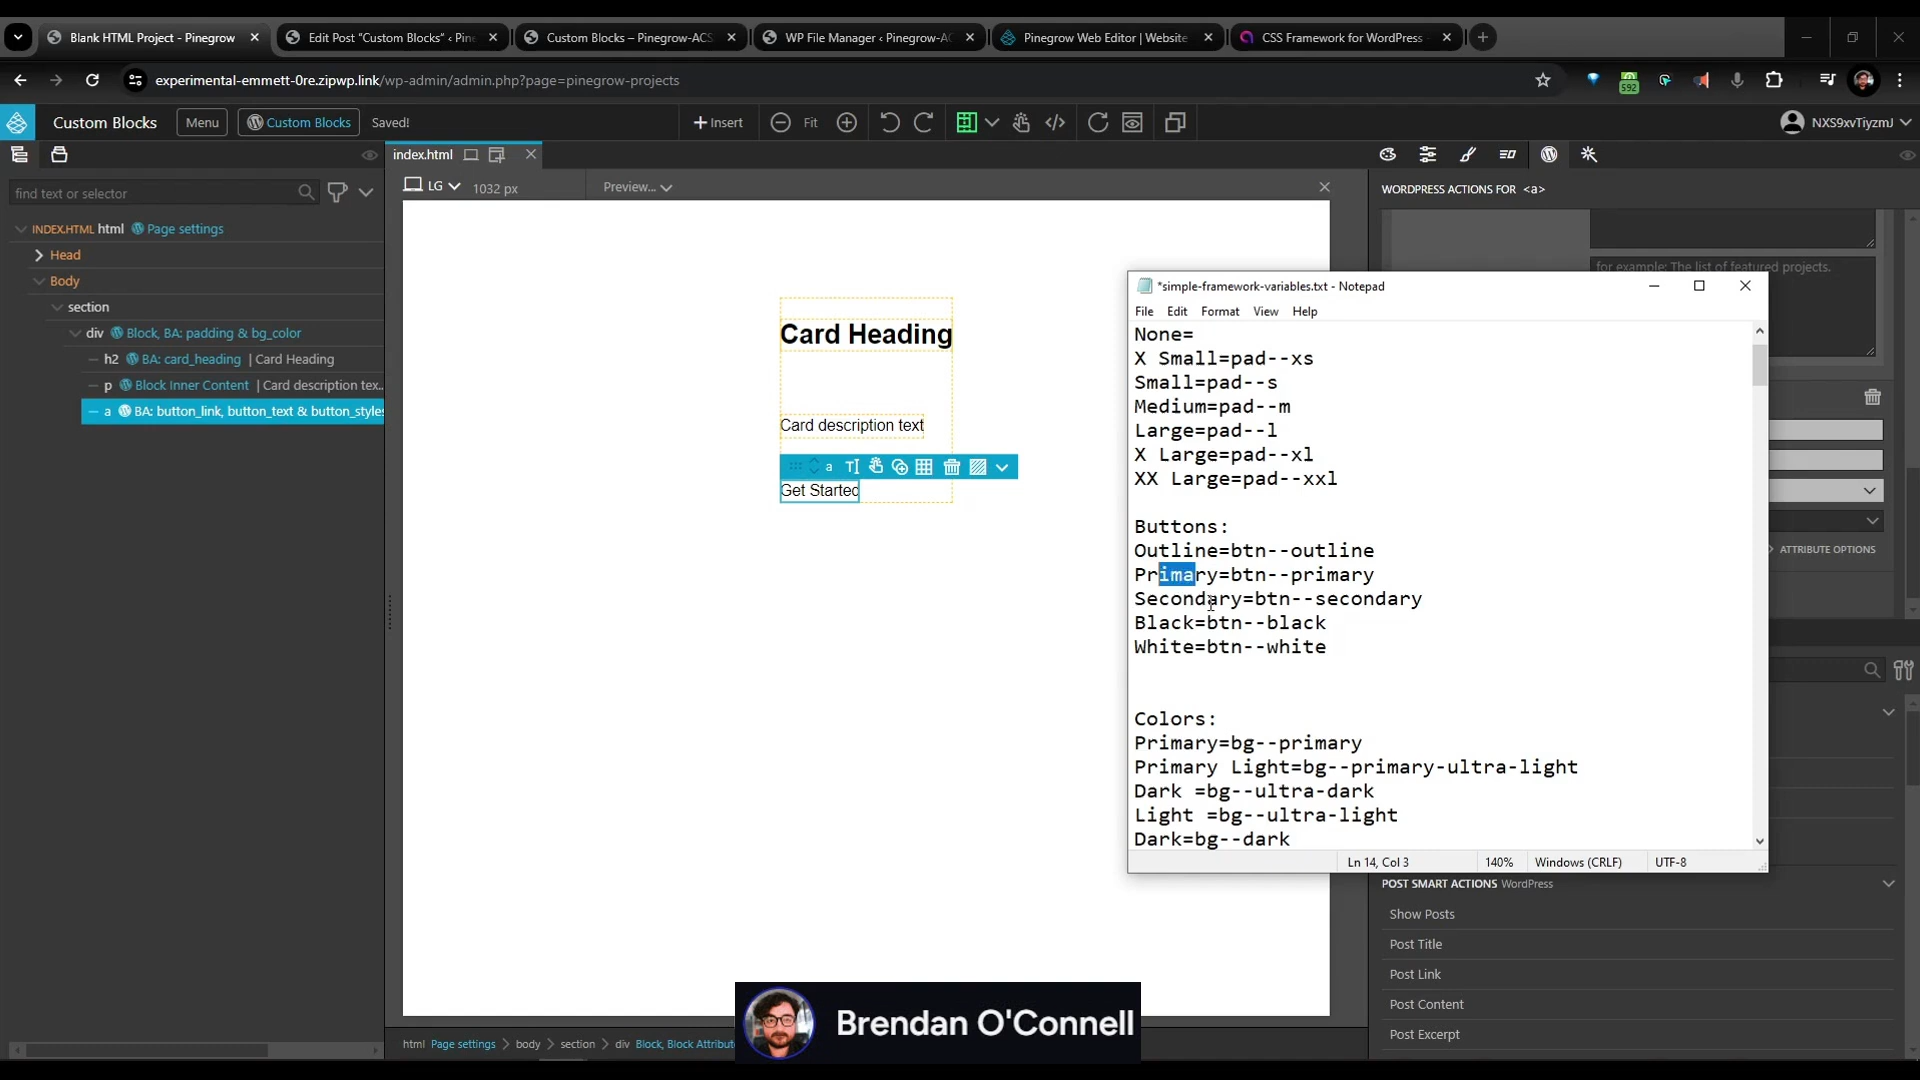 Blank HTML Project - Pinegrow
Edit Post “Custom Blocks” ‹ Pine
Custom Blocks – Pinegrow-ACS
WP File Manager ‹ Pinegrow-AC
Pinegrow Web Editor | Website
CSS Framework for WordPress -
experimental-emmett-0re.zipwp.link/wp-admin/admin.php?page=pinegrow-projects
592
Custom Blocks
Menu
Custom Blocks
Saved!
Insert
Fit
NXS9xvTiyzmJ
index.html
find text or selector
LG
1032 px
Preview...
WORDPRESS ACTIONS FOR <a>
INDEX.HTML html Page settings
Head
Body
section
div Block, BA: padding & bg_color
h2 BA: card_heading | Card Heading
p Block Inner Content | Card description tex..
a BA: button_link, button_text & button_styles
Card Heading
Card description text
a
Get Started
for example: The list of featured projects.
*simple-framework-variables.txt - Notepad
File Edit Format View Help
None=
X Small=pad--xs
Small=pad--s
Medium=pad--m
Large=pad--l
X Large=pad--xl
XX Large=pad--xxl
Buttons:
Outline=btn--outline
Primary=btn--primary
Secondary=btn--secondary
Black=btn--black
White=btn--white
Colors:
Primary=bg--primary
Primary Light=bg--primary-ultra-light
Dark =bg--ultra-dark
Light =bg--ultra-light
Dark=bg--dark
Ln 14, Col 3
140%
Windows (CRLF)
UTF-8
ATTRIBUTE OPTIONS
POST SMART ACTIONS WordPress
Show Posts
Post Title
Post Link
Post Content
Post Excerpt
html Page settings > body > section > div Block, Block Attribut
Brendan O'Connell